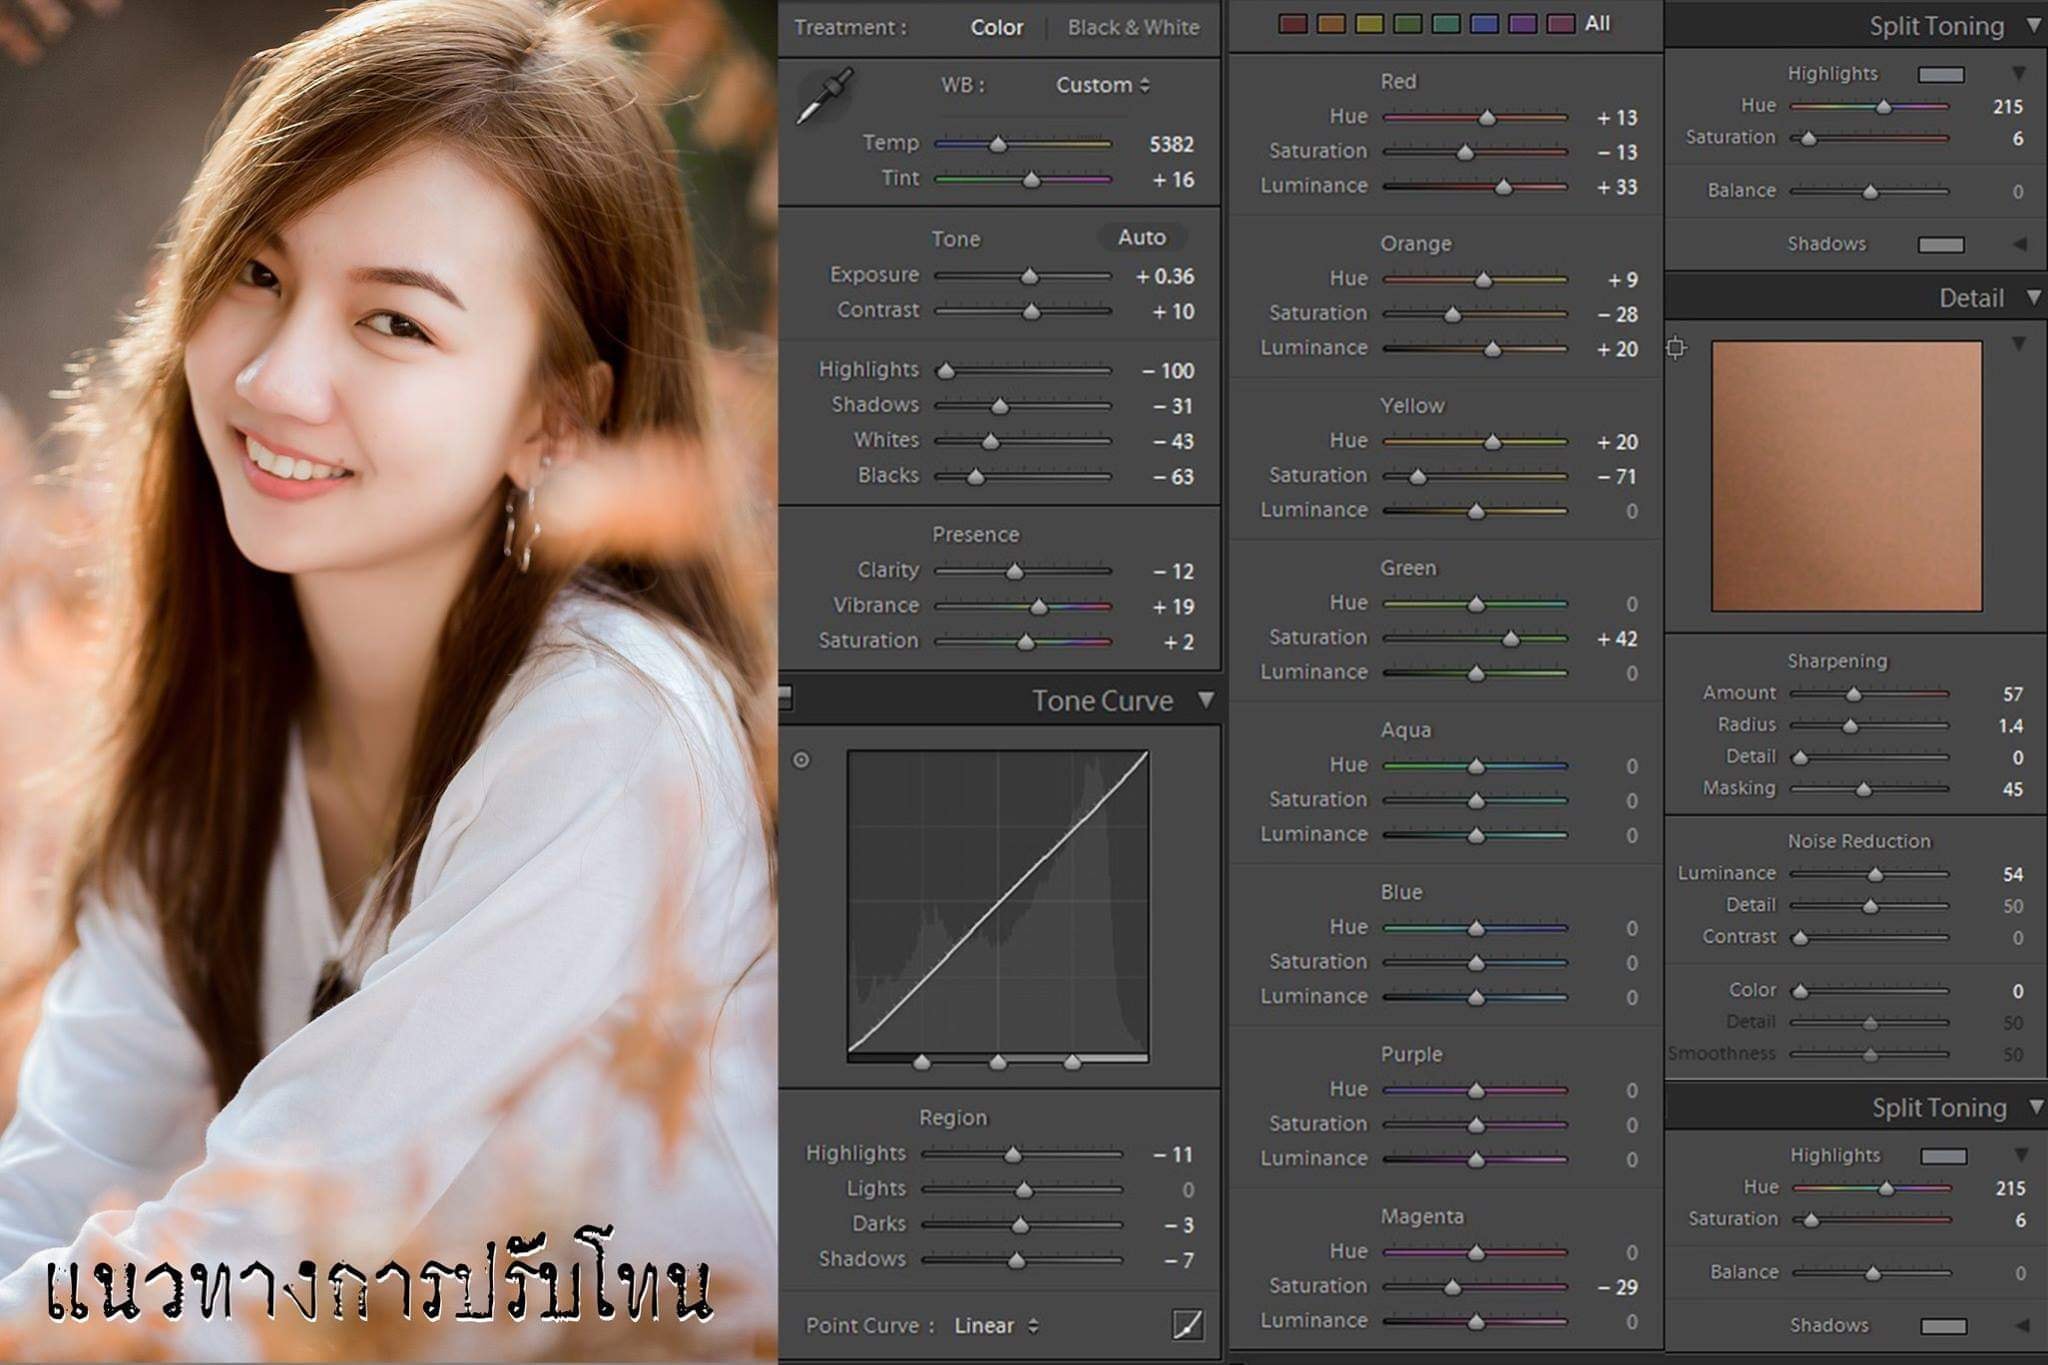 แนวทางการปรับโทน
Treatment : Color Black & White
WB : Custom
Temp 5382
Tint + 16
Tone Auto
Exposure + 0.36
Contrast + 10
Highlights − 100
Shadows − 31
Whites − 43
Blacks − 63
Presence
Clarity − 12
Vibrance + 19
Saturation + 2
Tone Curve
Region
Highlights − 11
Lights 0
Darks − 3
Shadows − 7
Point Curve : Linear
All
Red
Hue + 13
Saturation − 13
Luminance + 33
Orange
Hue + 9
Saturation − 28
Luminance + 20
Yellow
Hue + 20
Saturation − 71
Luminance 0
Green
Hue 0
Saturation + 42
Luminance 0
Aqua
Hue 0
Saturation 0
Luminance 0
Blue
Hue 0
Saturation 0
Luminance 0
Purple
Hue 0
Saturation 0
Luminance 0
Magenta
Hue 0
Saturation − 29
Luminance 0
Split Toning
Highlights
Hue 215
Saturation 6
Balance 0
Shadows
Detail
Sharpening
Amount 57
Radius 1.4
Detail 0
Masking 45
Noise Reduction
Luminance 54
Detail 50
Contrast 0
Color 0
Detail 50
Smoothness 50
Split Toning
Highlights
Hue 215
Saturation 6
Balance 0
Shadows